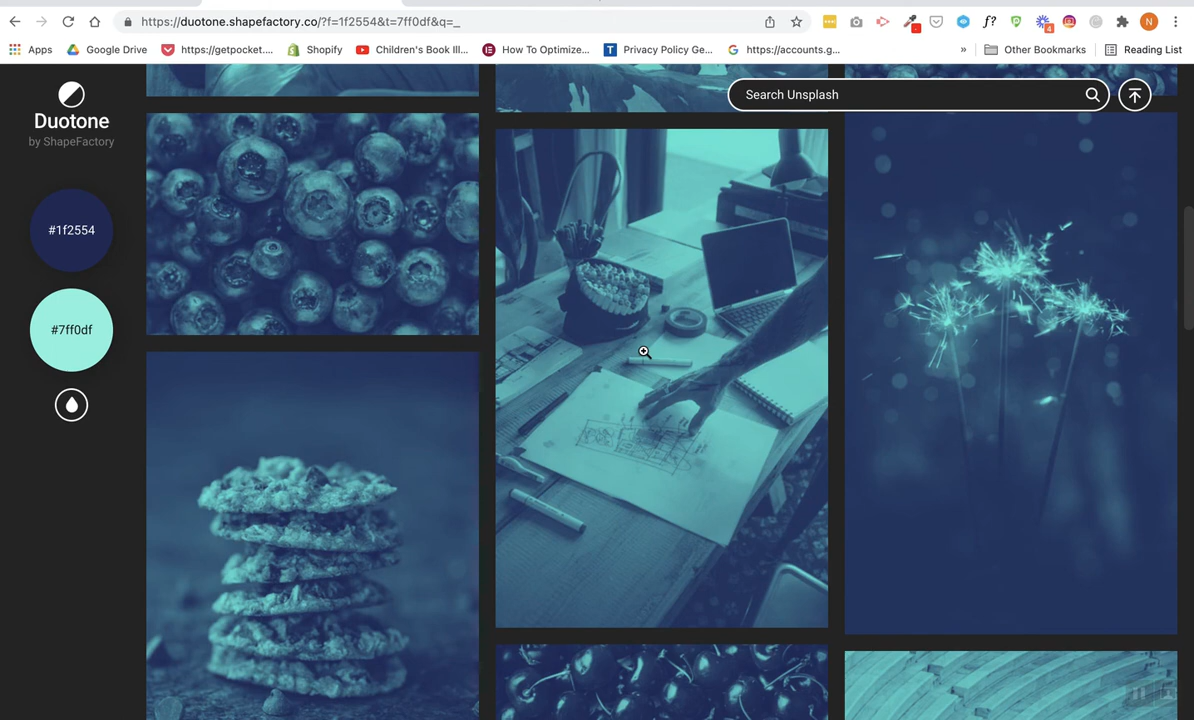 https://duotone.shapefactory.co/?f=1f2554&t=7ff0df&q=_
f?
4
N
Apps
Google Drive
https://getpocket....
Shopify
Children's Book Ill...
How To Optimize...
T
Privacy Policy Ge...
G
https://accounts.g...
»
Other Bookmarks
Reading List
Search Unsplash
Duotone
by ShapeFactory
#1f2554
#7ff0df